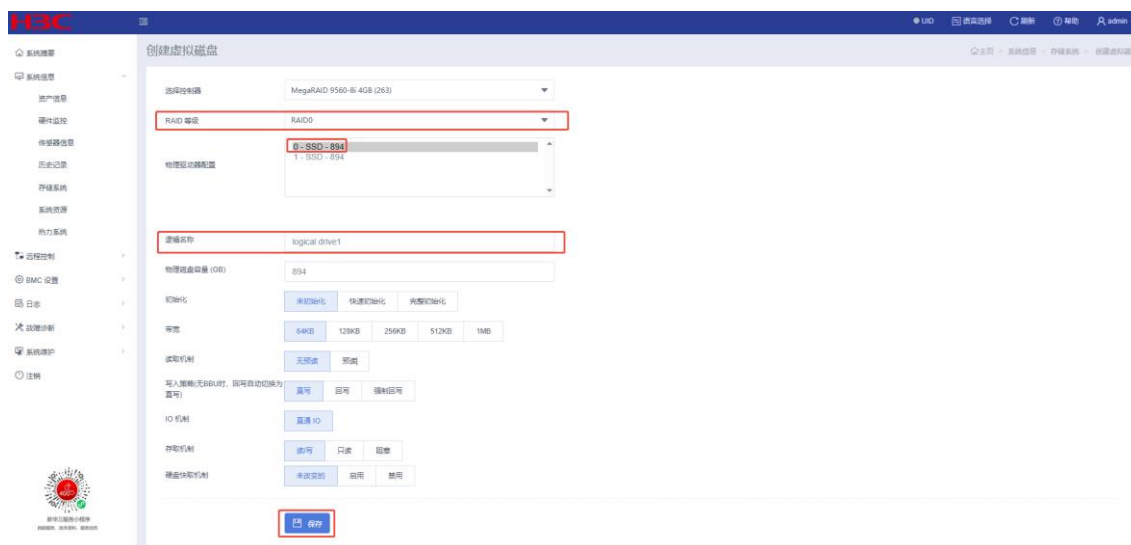 H3C
UID 语言选择 刷新 帮助 admin
系统概要
创建虚拟磁盘
主页 - 系统信息 - 存储系统 - 创建虚拟磁
系统信息
资产信息
硬件监控
传感器信息
历史记录
存储系统
系统资源
热力系统
远程控制
BMC 设置
日志
故障诊断
系统维护
注销
选择控制器 MegaRAID 9560-8i 4GB (263)
RAID 等级 RAID0
物理驱动器配置
0 - SSD - 894
1 - SSD - 894
逻辑名称 logical drive1
物理磁盘容量 (GB) 894
初始化 未初始化 快速初始化 完整初始化
带宽 64KB 128KB 256KB 512KB 1MB
读取机制 无预读 预读
写入策略(无BBU时，回写自动切换为
直写) 直写 回写 强制回写
IO 机制 直通 IO
存取机制 读/写 只读 阻塞
硬盘快取机制 未改变的 启用 禁用
保存
新华三服务小程序